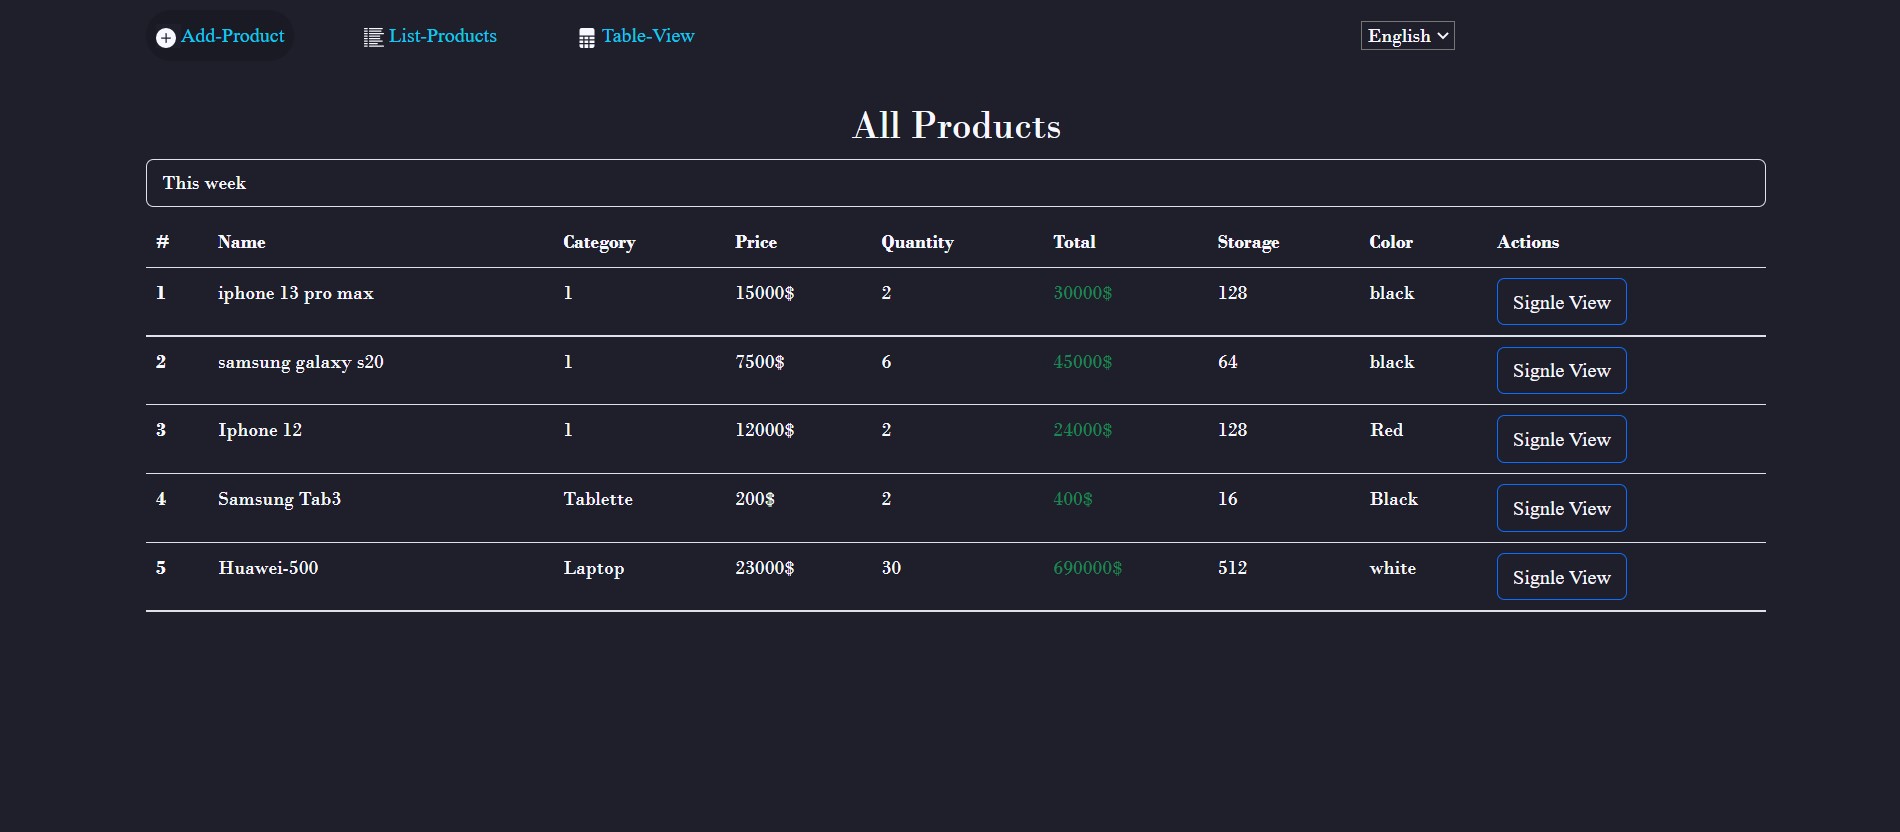 Add-Product List-Products Table-View English
All Products
This week
# Name Category Price Quantity Total Storage Color Actions
1 iphone 13 pro max 1 15000$ 2 30000$ 128 black Signle View
2 samsung galaxy s20 1 7500$ 6 45000$ 64 black Signle View
3 Iphone 12 1 12000$ 2 24000$ 128 Red Signle View
4 Samsung Tab3 Tablette 200$ 2 400$ 16 Black Signle View
5 Huawei-500 Laptop 23000$ 30 690000$ 512 white Signle View